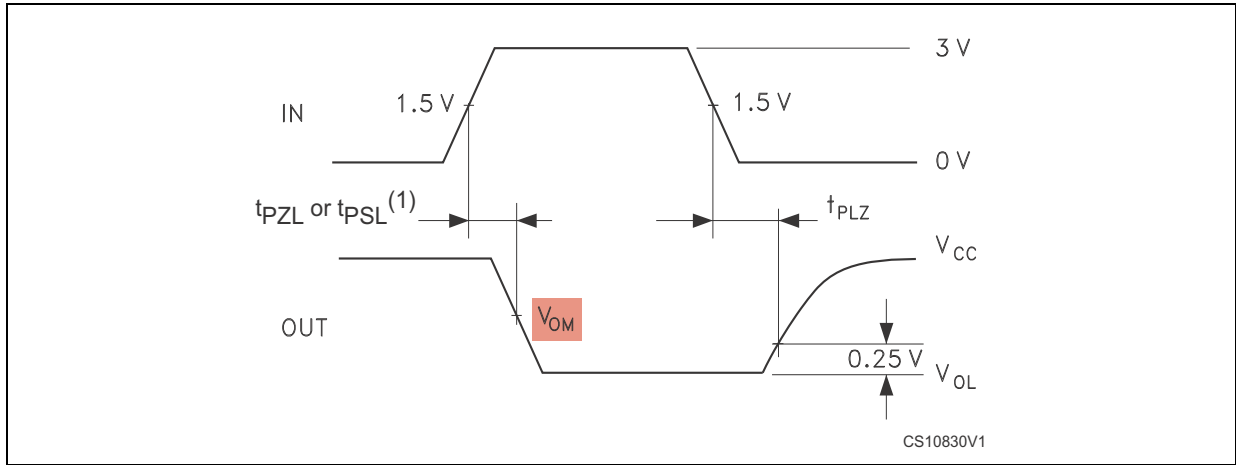 3 V
1.5 V
1.5 V
IN
0 V
tPZL or tPSL(1)
tPLZ
VCC
VOM
OUT
0.25 V
VOL
CS10830V1